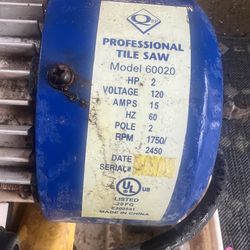 PROFESSIONAL
TILE SAW
Model 60020
HP 2
VOLTAGE 120
AMPS 15
HZ 60
POLE 2
RPM 1750/
2450
DATE
SERIAL#
UL
LISTED
MADE IN CHINA